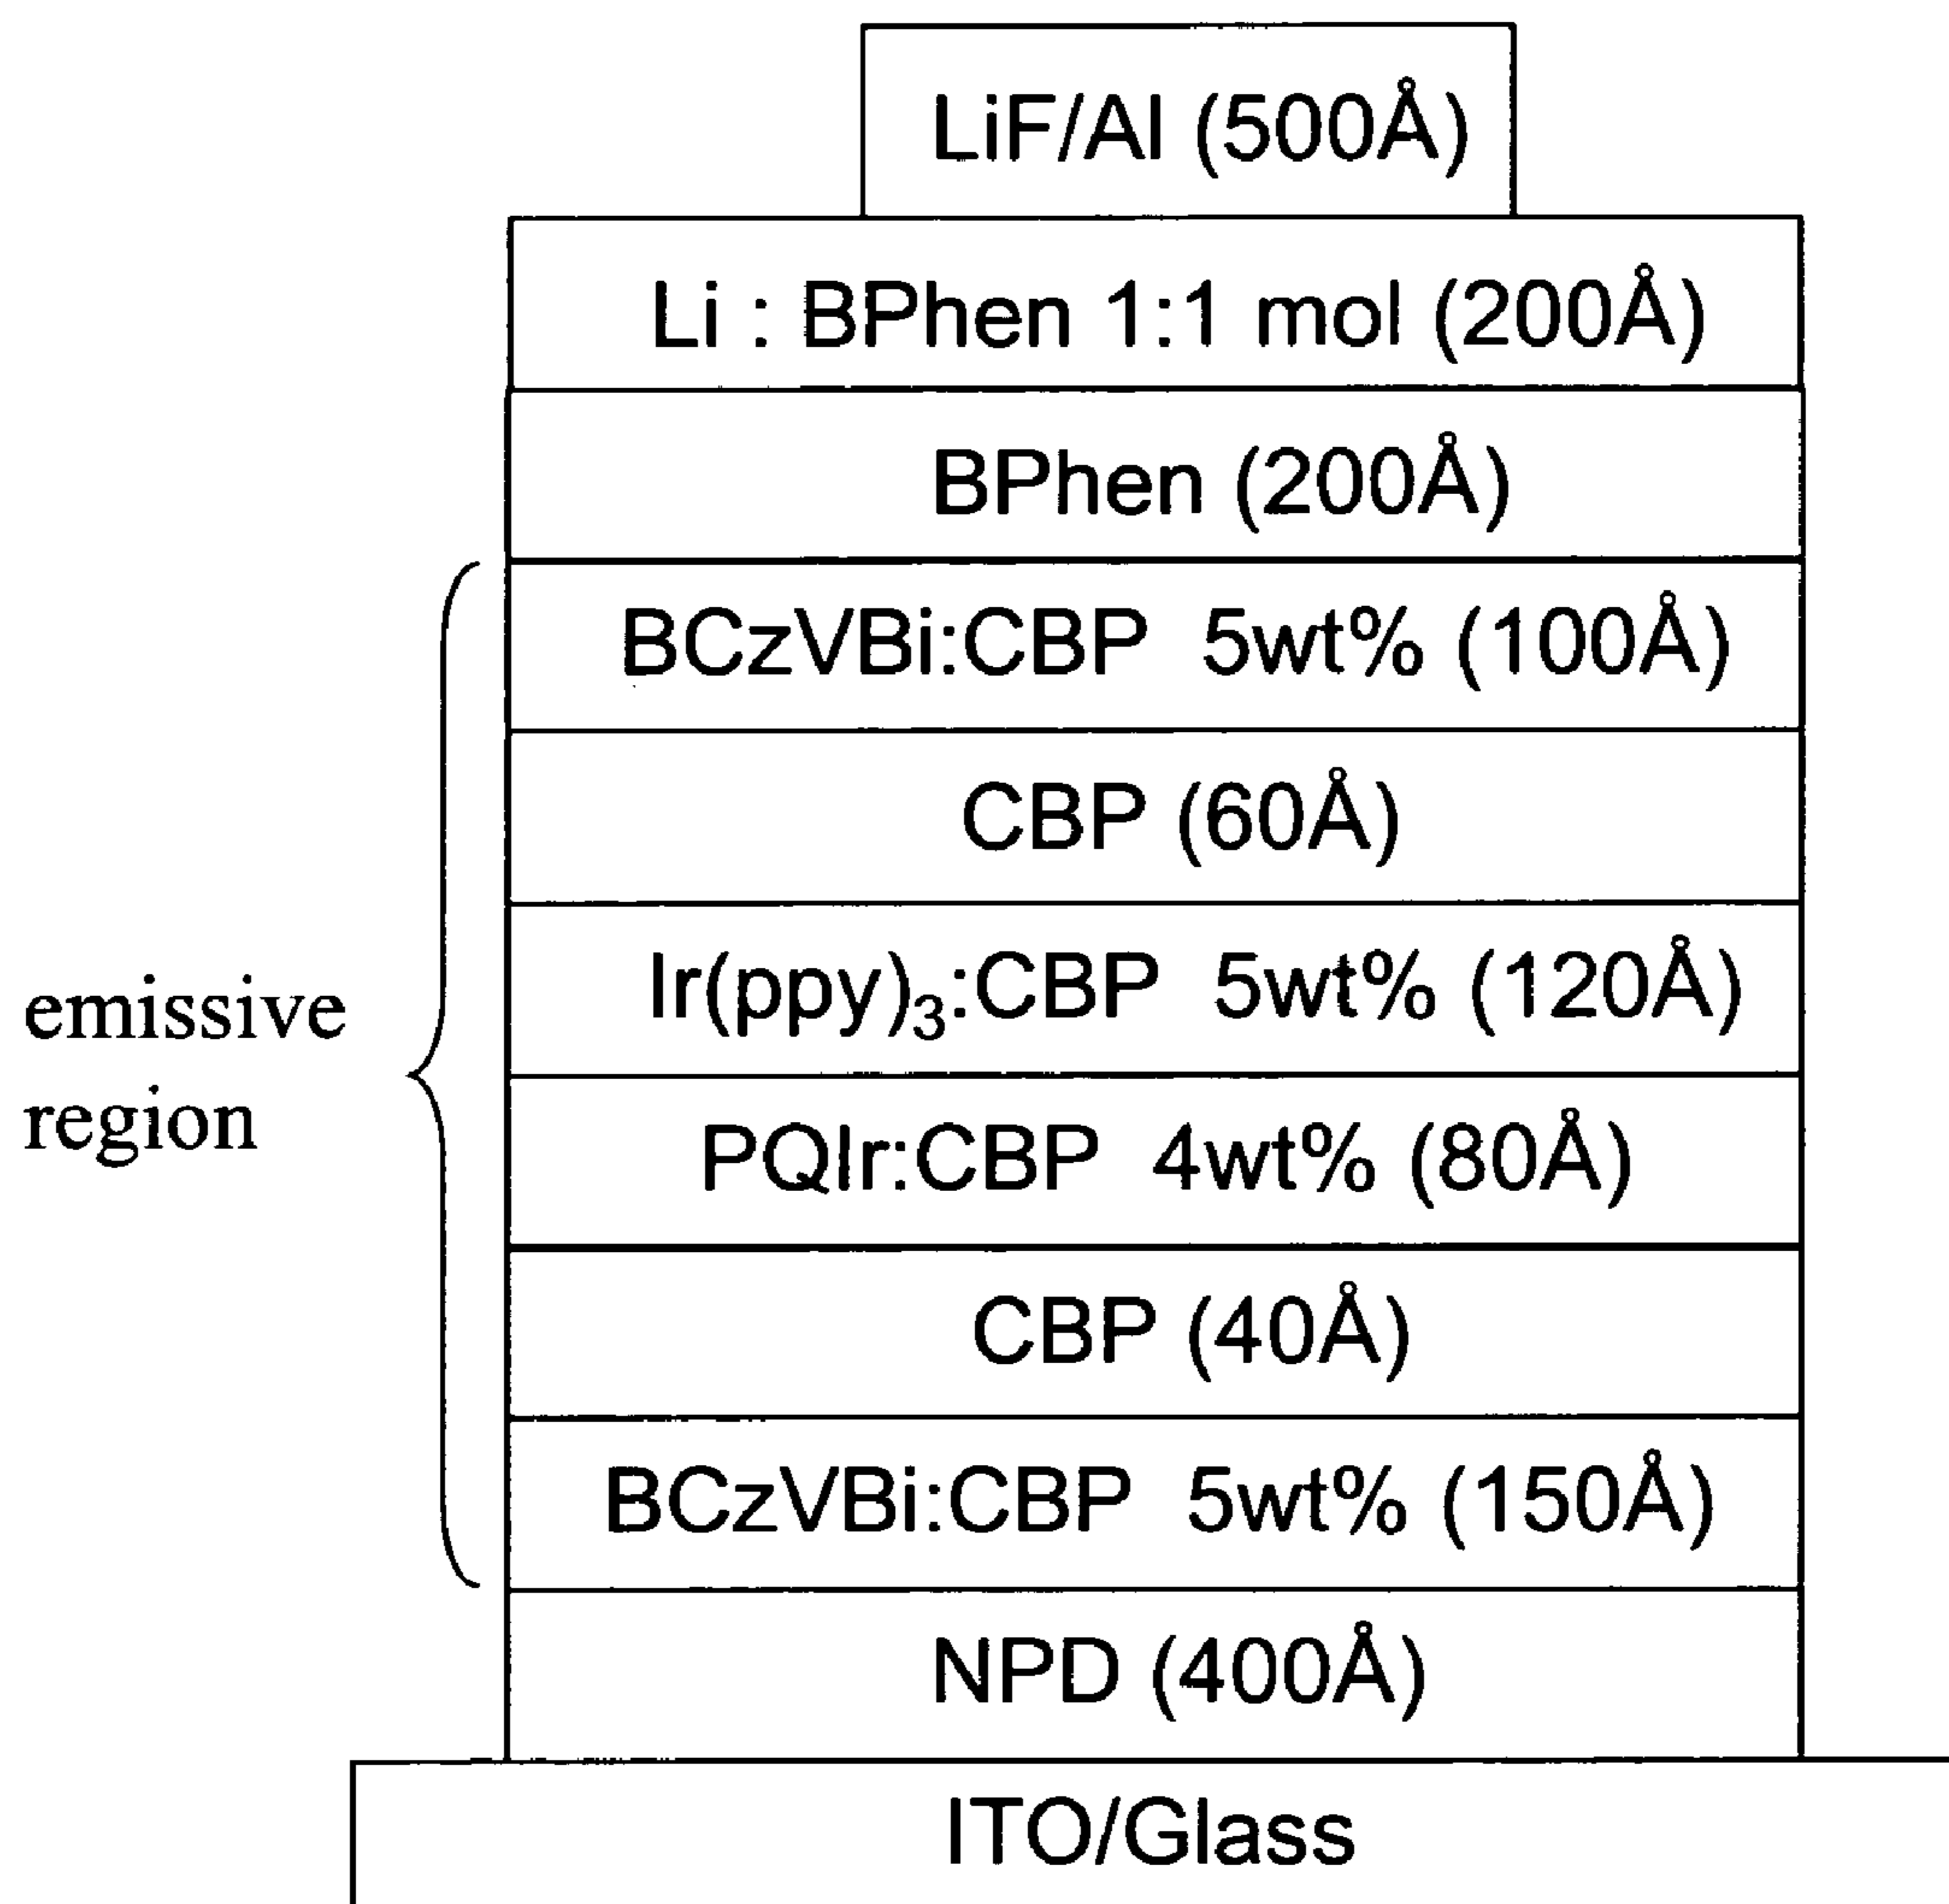 LiF/Al (500Å)
Li : BPhen 1:1 mol (200Å)
BPhen (200Å)
BCzVBi:CBP 5wt% (100Å)
CBP (60Å)
Ir(ppy)₃:CBP 5wt% (120Å)
emissive
region
PQIr:CBP 4wt% (80Å)
CBP (40Å)
BCzVBi:CBP 5wt% (150Å)
NPD (400Å)
ITO/Glass